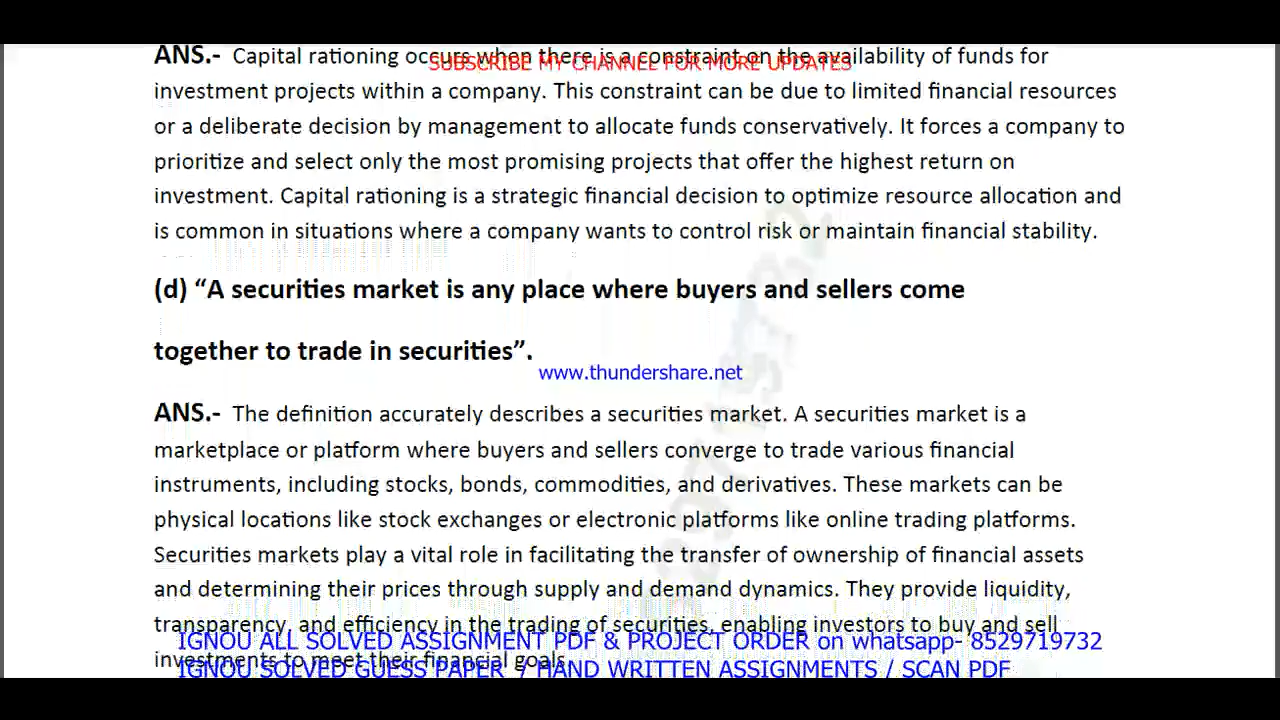 ANS.- Capital rationing occurs when there is a constraint on the availability of funds for
SUBSCRIBE MY CHANNEL FOR MORE UPDATES
investment projects within a company. This constraint can be due to limited financial resources
or a deliberate decision by management to allocate funds conservatively. It forces a company to
prioritize and select only the most promising projects that offer the highest return on
investment. Capital rationing is a strategic financial decision to optimize resource allocation and
is common in situations where a company wants to control risk or maintain financial stability.
(d) “A securities market is any place where buyers and sellers come
together to trade in securities”.
www.thundershare.net
ANS.- The definition accurately describes a securities market. A securities market is a
marketplace or platform where buyers and sellers converge to trade various financial
instruments, including stocks, bonds, commodities, and derivatives. These markets can be
physical locations like stock exchanges or electronic platforms like online trading platforms.
Securities markets play a vital role in facilitating the transfer of ownership of financial assets
and determining their prices through supply and demand dynamics. They provide liquidity,
transparency, and efficiency in the trading of securities, enabling investors to buy and sell
IGNOU ALL SOLVED ASSIGNMENT PDF & PROJECT ORDER on whatsapp- 8529719732
investments to meet their financial goals.
IGNOU SOLVED GUESS PAPER / HAND WRITTEN ASSIGNMENTS / SCAN PDF